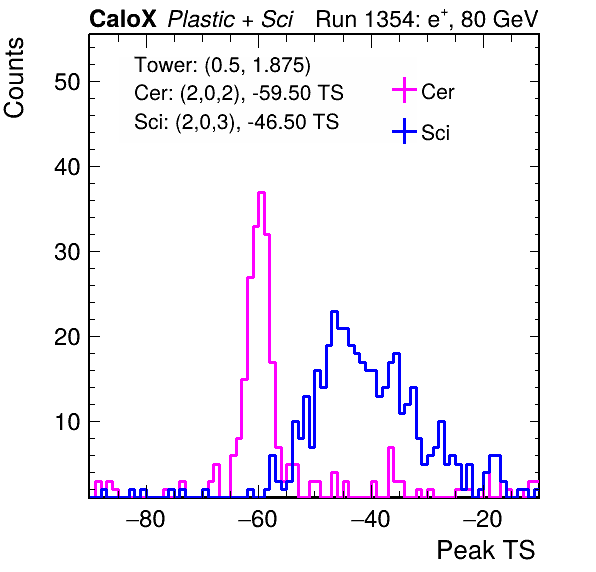 CaloX Plastic + Sci Run 1354: e+, 80 GeV
Counts
Tower: (0.5, 1.875)
Cer: (2,0,2), -59.50 TS
Sci: (2,0,3), -46.50 TS
Cer
Sci
50
40
30
20
10
−80 −60 −40 −20
Peak TS